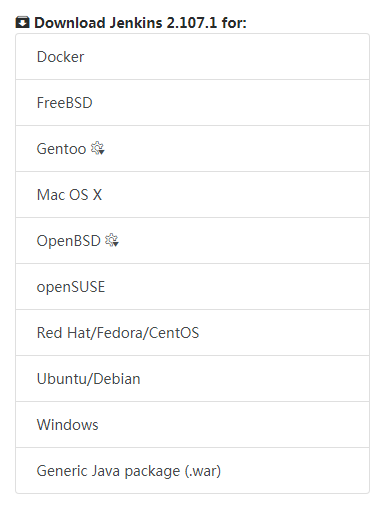 Download Jenkins 2.107.1 for:
Docker
FreeBSD
Gentoo
Mac OS X
OpenBSD
openSUSE
Red Hat/Fedora/CentOS
Ubuntu/Debian
Windows
Generic Java package (.war)